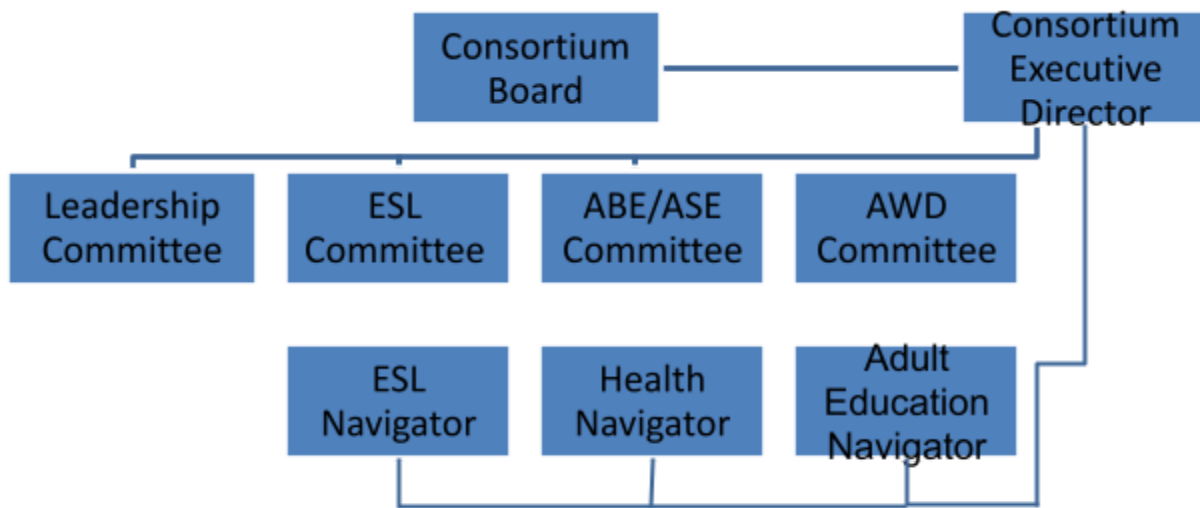 Consortium
Board
Consortium
Executive
Director
Leadership
Committee
ESL
Committee
ABE/ASE
Committee
AWD
Committee
ESL
Navigator
Health
Navigator
Adult
Education
Navigator